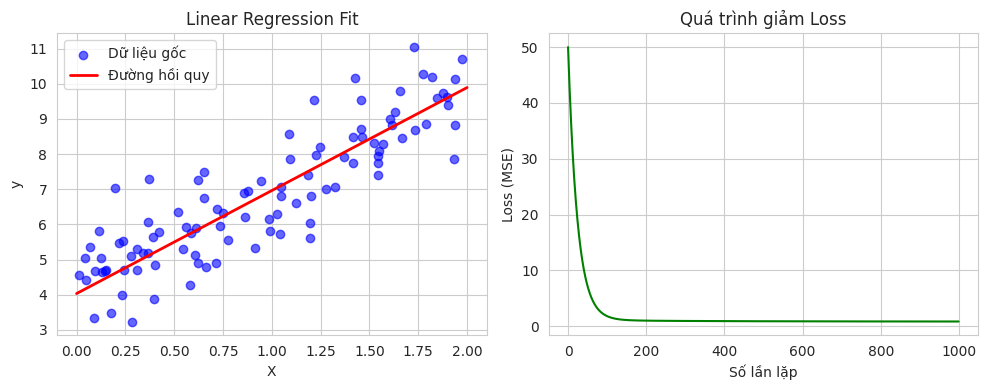 Linear Regression Fit
Dữ liệu gốc
Đường hồi quy
y
11
10
9
8
7
6
5
4
3
0.00 0.25 0.50 0.75 1.00 1.25 1.50 1.75 2.00
X
Quá trình giảm Loss
Loss (MSE)
50
40
30
20
10
0
0 200 400 600 800 1000
Số lần lặp